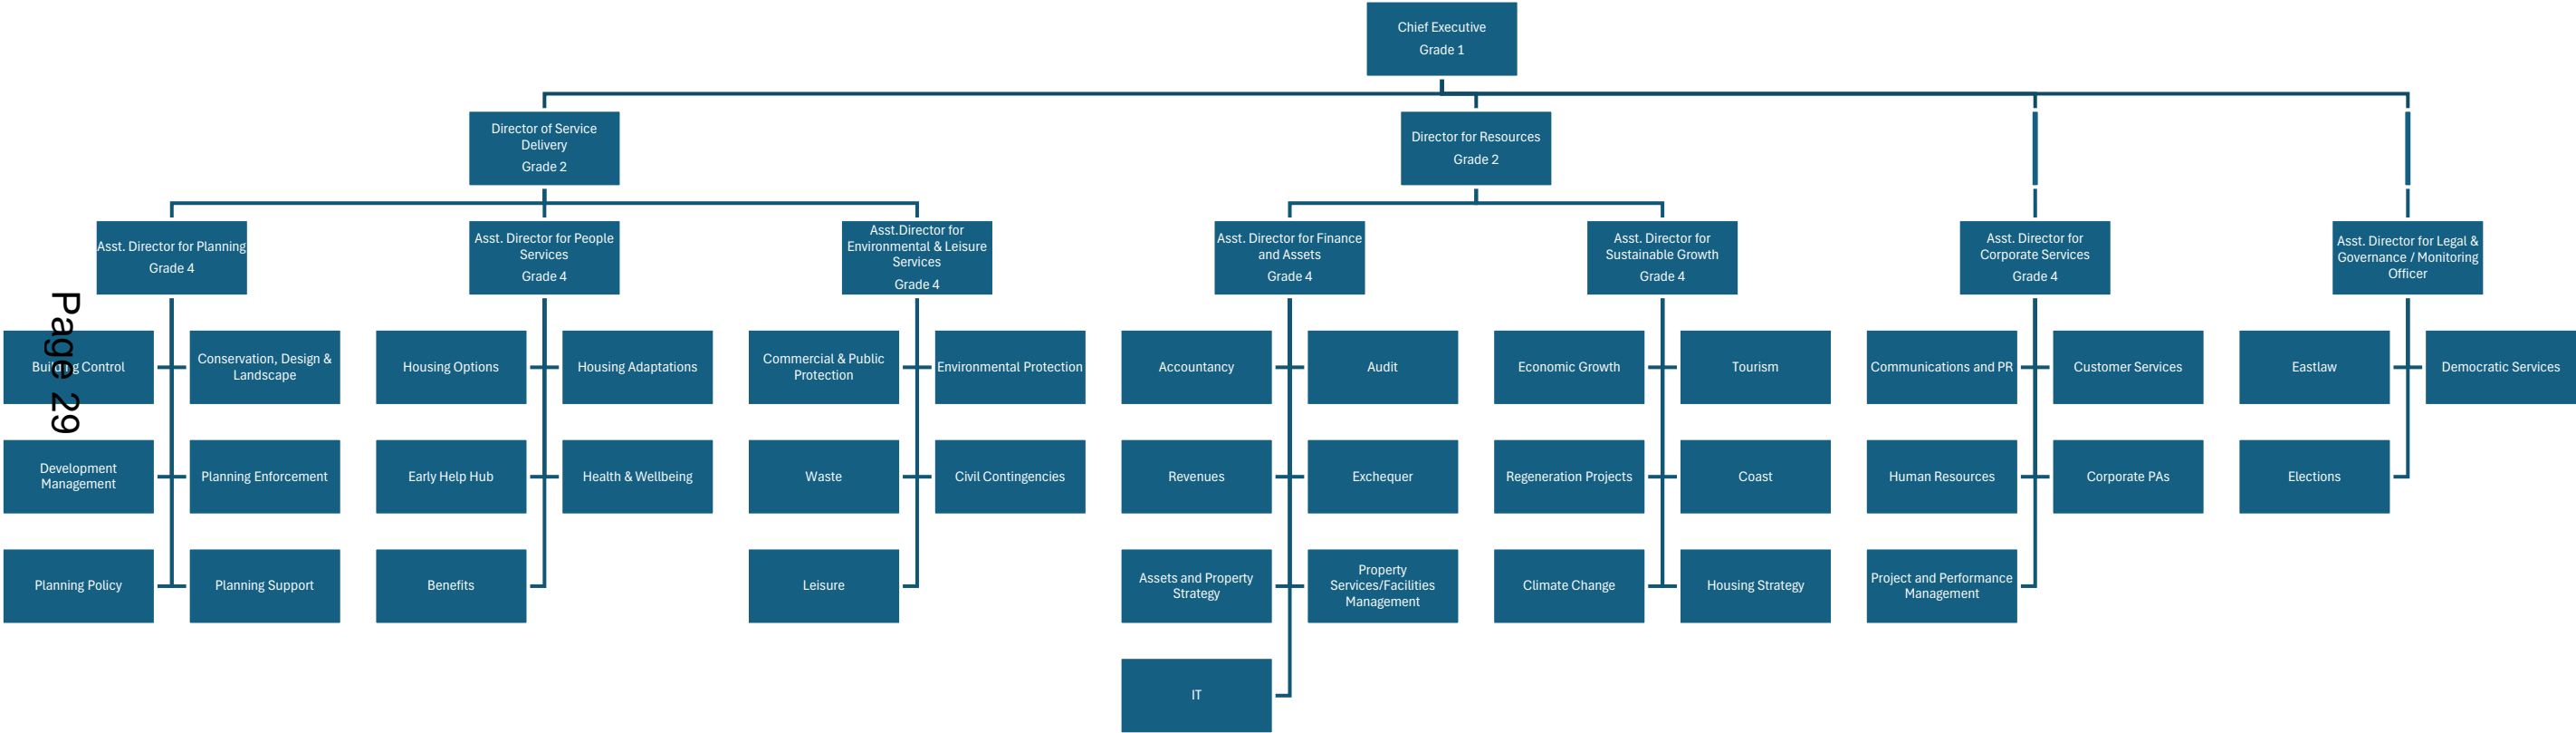 Chief Executive
Grade 1
Director of Service
Delivery
Grade 2
Director for Resources
Grade 2
Asst. Director for Planning
Grade 4
Asst. Director for People
Services
Grade 4
Asst.Director for
Environmental & Leisure
Services
Grade 4
Asst. Director for Finance
and Assets
Grade 4
Asst. Director for
Sustainable Growth
Grade 4
Asst. Director for
Corporate Services
Grade 4
Asst. Director for Legal &
Governance / Monitoring
Officer
Building Control
Conservation, Design &
Landscape
Housing Options
Housing Adaptations
Commercial & Public
Protection
Environmental Protection
Accountancy
Audit
Economic Growth
Tourism
Communications and PR
Customer Services
Eastlaw
Democratic Services
Development
Management
Planning Enforcement
Early Help Hub
Health & Wellbeing
Waste
Civil Contingencies
Revenues
Exchequer
Regeneration Projects
Coast
Human Resources
Corporate PAs
Elections
Planning Policy
Planning Support
Benefits
Leisure
Assets and Property
Strategy
Property
Services/Facilities
Management
Climate Change
Housing Strategy
Project and Performance
Management
IT
Page 29